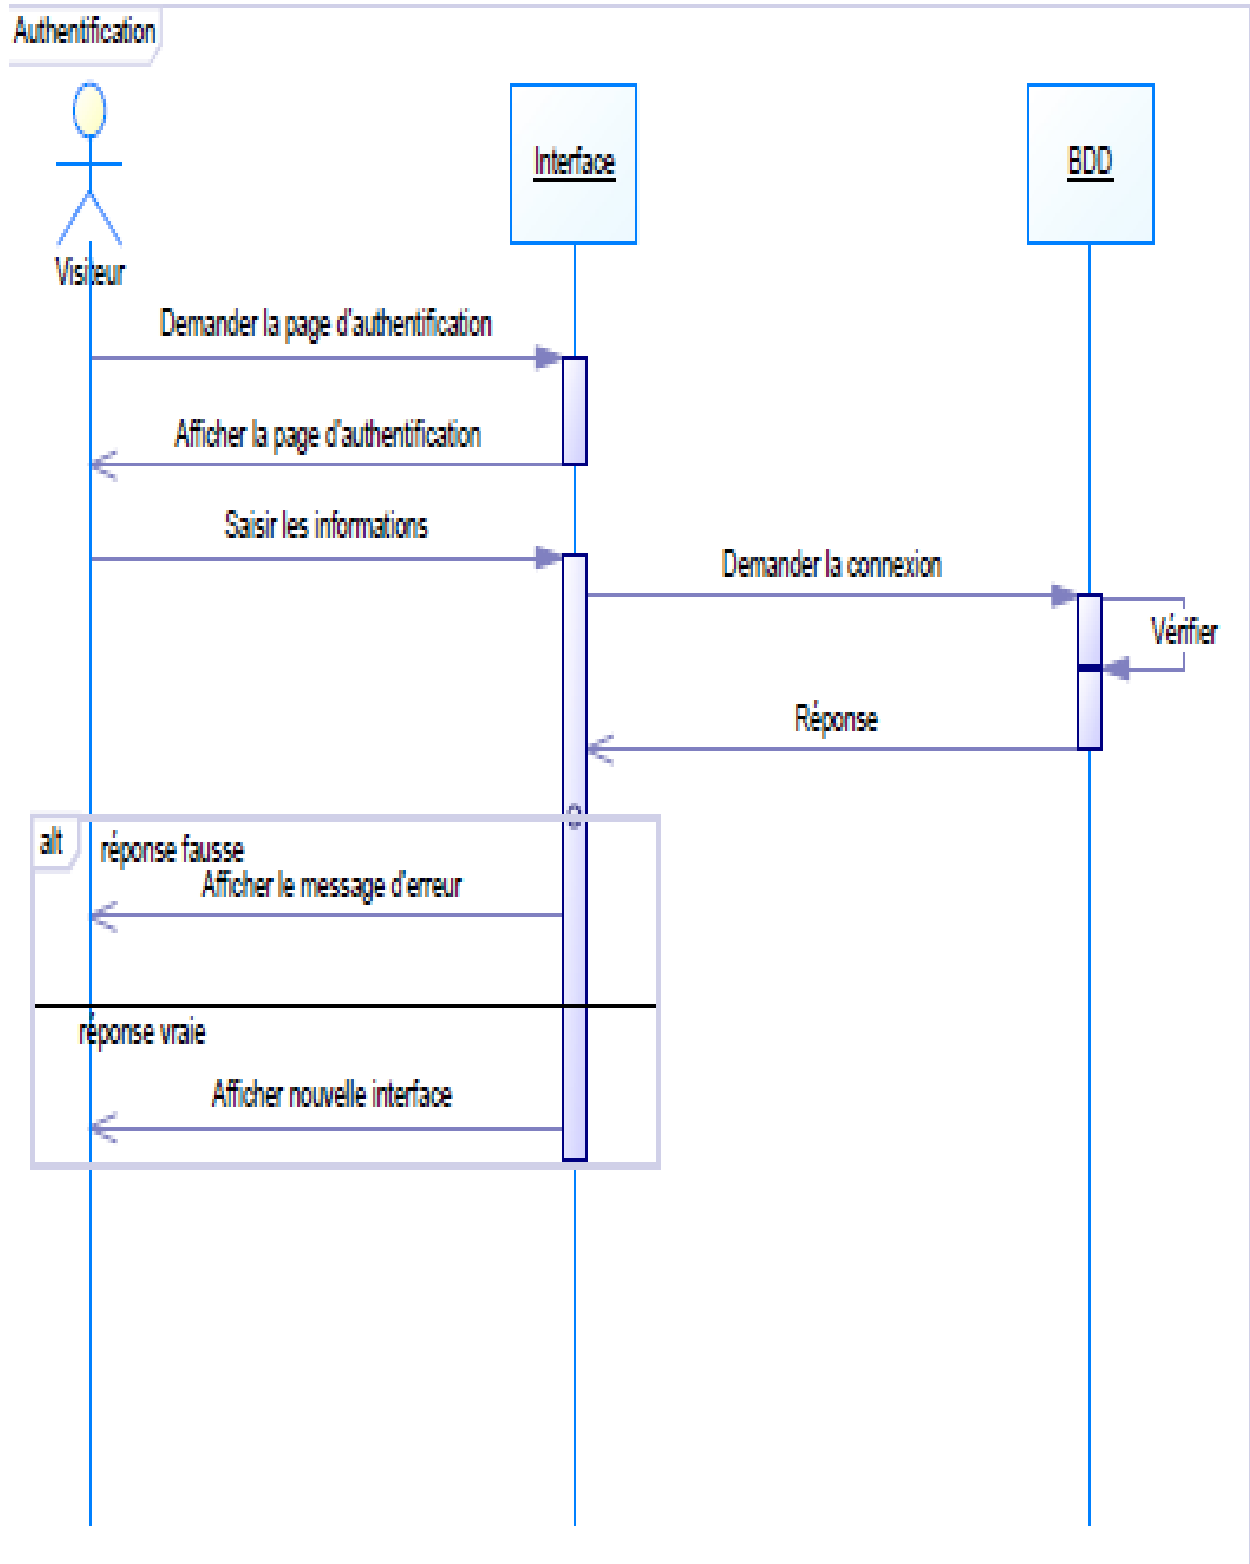 Authentification
Interface
BDD
Visiteur
Demander la page d'authentification
Afficher la page d'authentification
Saisir les informations
Demander la connexion
Vérifier
Réponse
alt
réponse fausse
Afficher le message d'erreur
réponse vraie
Afficher nouvelle interface